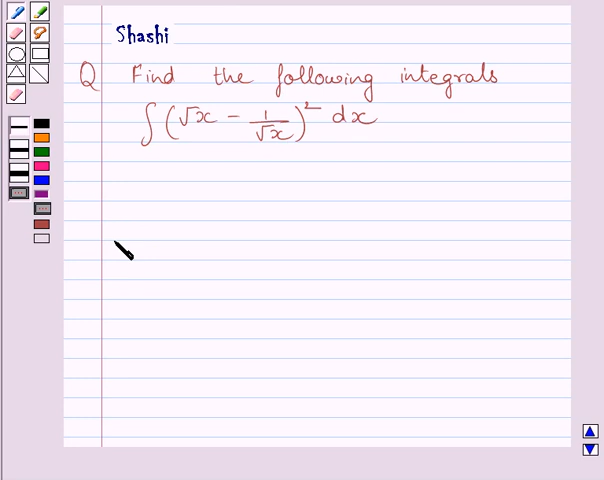 Shashi
Q Find the following integrals
∫ (√x - 1/√x)² dx